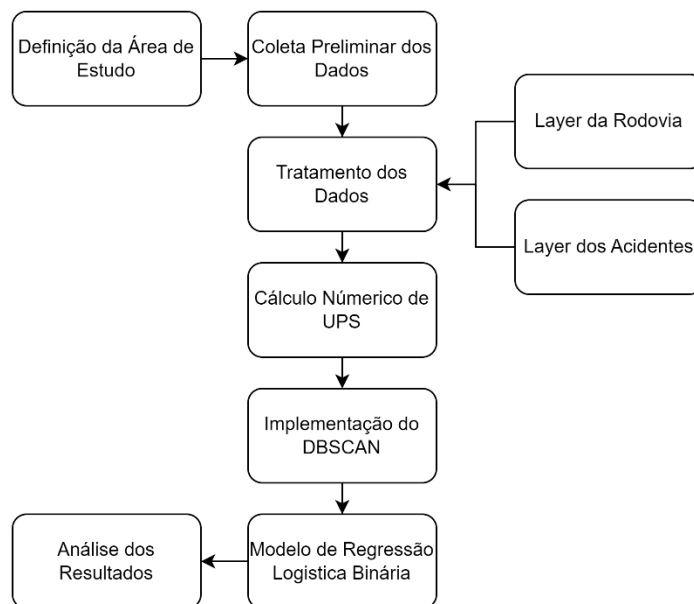 Definição da Área de
Estudo
Coleta Preliminar dos
Dados
Layer da Rodovia
Tratamento dos
Dados
Layer dos Acidentes
Cálculo Númerico de
UPS
Implementação do
DBSCAN
Análise dos
Resultados
Modelo de Regressão
Logistica Binária